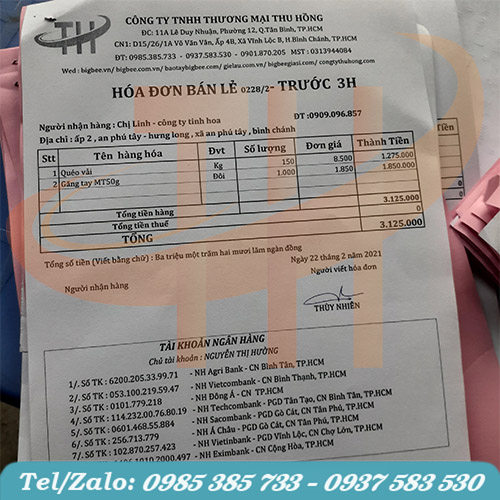 TH
CÔNG TY TNHH THƯƠNG MẠI THU HỒNG
ĐC: 11A Lê Duy Nhuận, Phường 12, Q.Tân Bình, TP.HCM
CN1: D15/26/1A Võ Văn Vân, Ấp 4B, Xã Vĩnh Lộc B, H.Bình Chánh, TP.HCM
ĐT: 0985.385.733 - 0937.583.530 - 0901.870.205 MST: 0313944084
Wed : bigbee.vn/ bigbee.com.vn/ baotaybigbee.com/ gielau.com.vn/ bigbeegiasi.com/ congtythuhong.com
HÓA ĐƠN BÁN LẺ 0228/2- TRƯỚC 3H
Người nhận hàng : Chị Linh - công ty tinh hoa ĐT :0909.096.857
Địa chỉ : ấp 2 , an phú tây - hưng long , xã an phú tây , bình chánh
Stt Tên hàng hóa Đvt Số lượng Đơn giá Thành Tiền
1 Quéo vải Kg 150 8.500 1.275.000
2 Găng tay MT50g Đôi 1.000 1.850 1.850.000
Tổng tiền hàng 3.125.000
Tổng tiền thuế 0
TỔNG 3.125.000
Tổng số tiền (Viết bằng chữ) : Ba triệu một trăm hai mươi lăm ngàn đồng
Ngày 22 tháng 2 năm 2021
Người nhận hàng Người viết hóa đơn
THÙY NHIÊN
TÀI KHOẢN NGÂN HÀNG
Chủ tài khoản : NGUYỄN THỊ HƯỜNG
1/. Số TK : 6200.205.33.99.71 - NH Agri Bank - CN Bình Tân, TP.HCM
2/. Số TK : 053.100.219.59.47 - NH Vietcombank - CN Bình Thạnh, TP.HCM
3/. Số TK : 0101.779.218 - NH Đông Á - CN TP.HCM
4/. Số TK : 114.232.00.76.80.19 - NH Techcombank - PGD Tân Tạo, CN Bình Tân, TP.HCM
5/. Số TK : 0601.468.55.884 - NH Sacombank - PGD Gò Cát, CN Tân Phú, TP.HCM
6/. Số TK : 256.713.779 - NH Á Châu - PGD Gò Cát, CN Tân Phú, TP.HCM
7/. Số TK : 102.870.257.423 - NH Vietinbank - PGD Vĩnh Lộc, CN Chợ Lớn, TP.HCM
- NH Eximbank - CN Cộng Hòa, TP.HCM
Tel/Zalo: 0985 385 733 - 0937 583 530